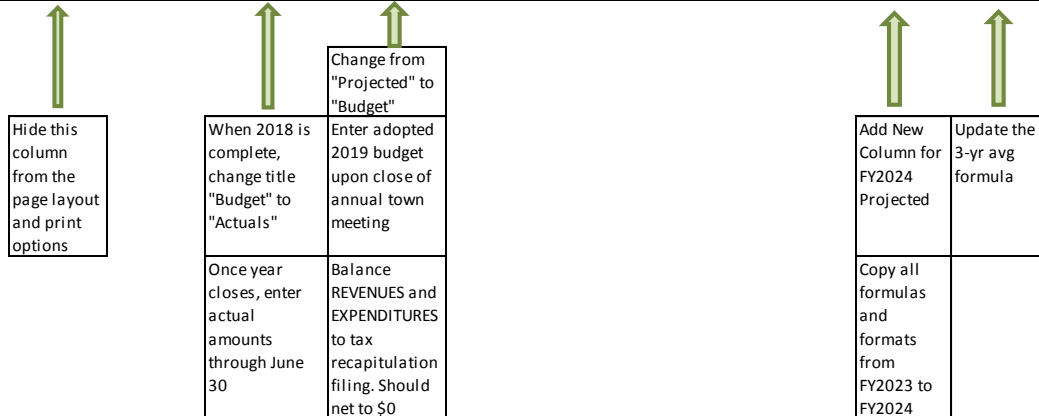 Change from
"Projected" to
"Budget"
Hide this
column
from the
page layout
and print
options
When 2018 is
complete,
change title
"Budget" to
"Actuals"
Enter adopted
2019 budget
upon close of
annual town
meeting
Add New
Column for
FY2024
Projected
Update the
3-yr avg
formula
Once year
closes, enter
actual
amounts
through June
30
Balance
REVENUES and
EXPENDITURES
to tax
recapitulation
filing. Should
net to $0
Copy all
formulas
and
formats
from
FY2023 to
FY2024